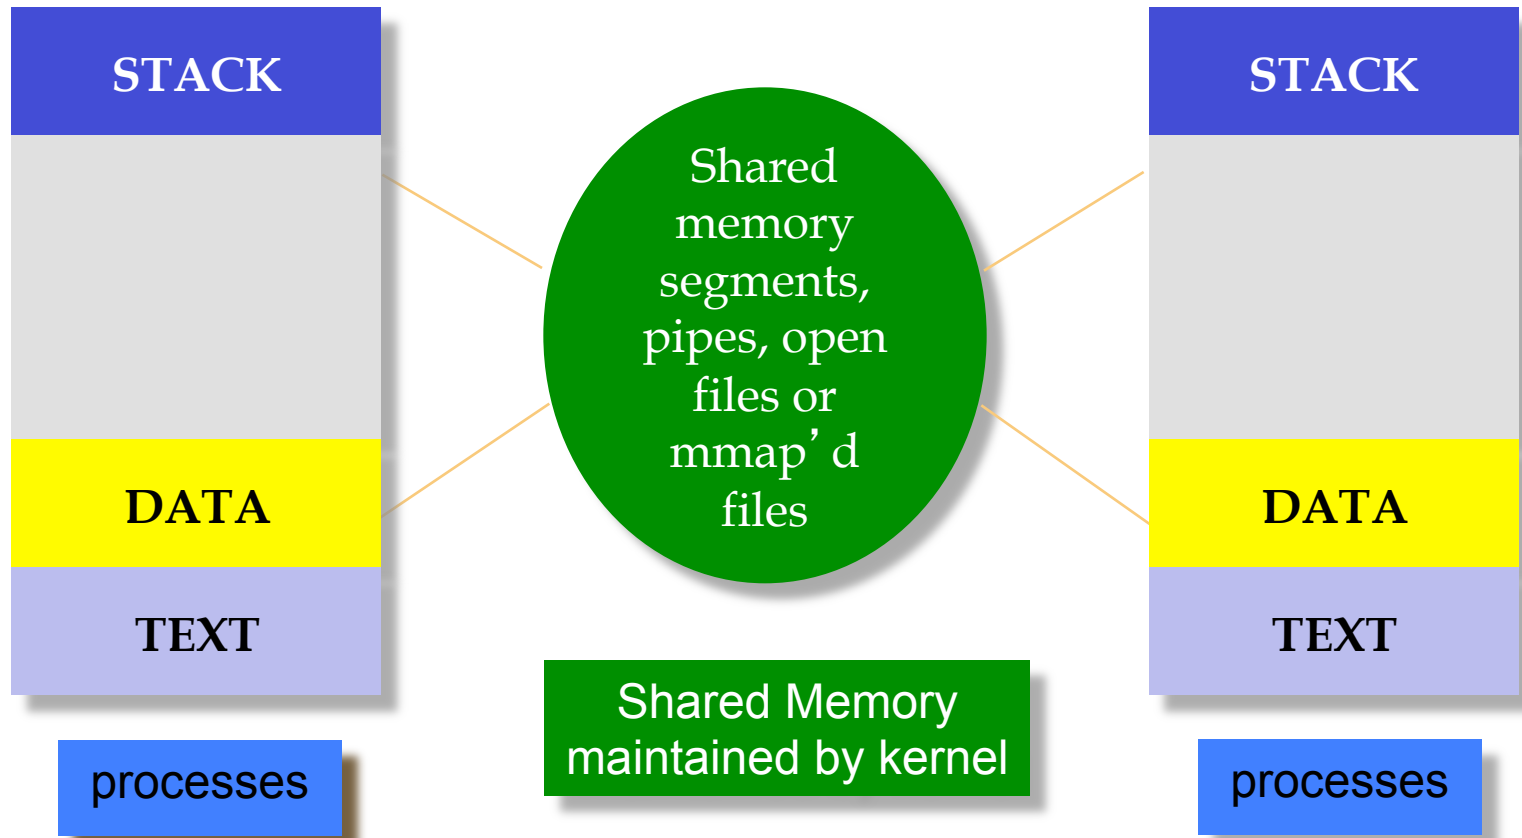 STACK
DATA
TEXT
processes
Shared
memory
segments,
pipes, open
files or
mmap’ d
files
Shared Memory
maintained by kernel
STACK
DATA
TEXT
processes